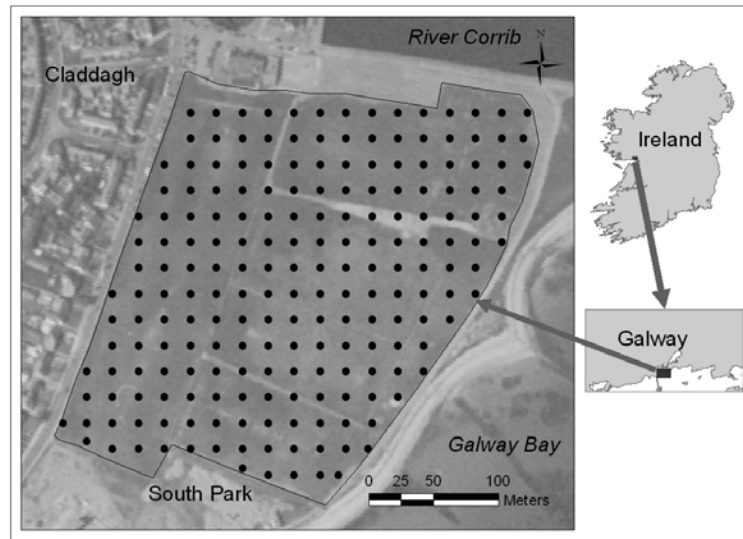 River Corrib
N
Claddagh
Ireland
Galway
Galway Bay
South Park
0 25 50 100
Meters